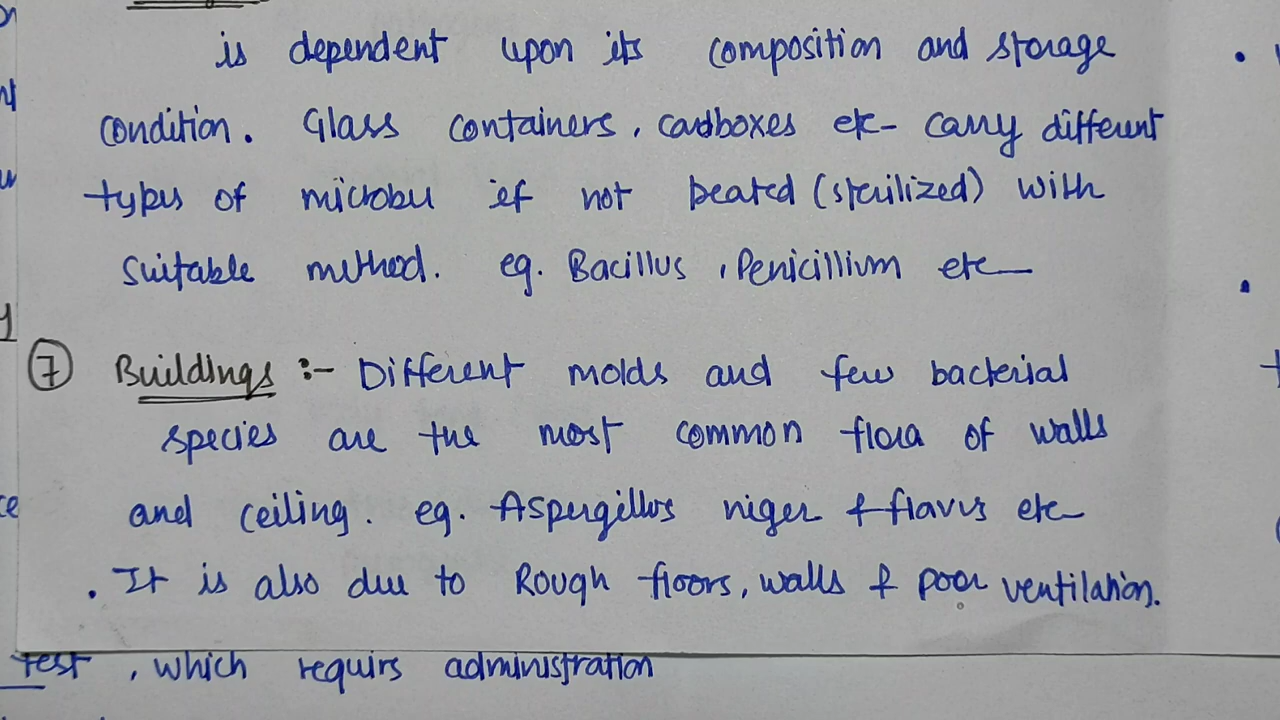 is dependent upon its composition and storage
condition. Glass containers, cardboxes etc- carry different
types of microbes if not treated (sterilized) with
suitable method. eg. Bacillus, Penicillium etc
⑦ Buildings :- Different molds and few bacterial
species are the most common flora of walls
and ceiling. eg. Aspergillus niger & flavus etc
. It is also due to Rough floors, walls & poor ventilation.
test, which requirs administration